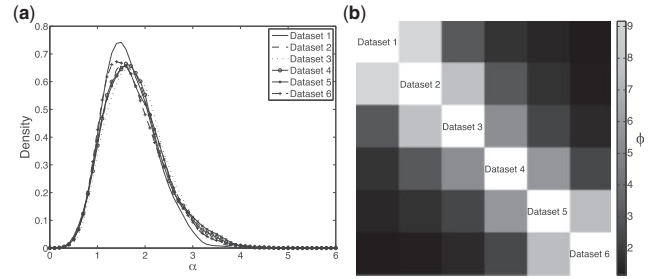 (a)
0.8
0.7
0.6
0.5
0.4
0.3
0.2
0.1
0
Density
0 1 2 3 4 5 6
α
Dataset 1
Dataset 2
Dataset 3
Dataset 4
Dataset 5
Dataset 6
(b)
Dataset 1
Dataset 2
Dataset 3
Dataset 4
Dataset 5
Dataset 6
9
8
7
6
5
4
3
2
ϕ